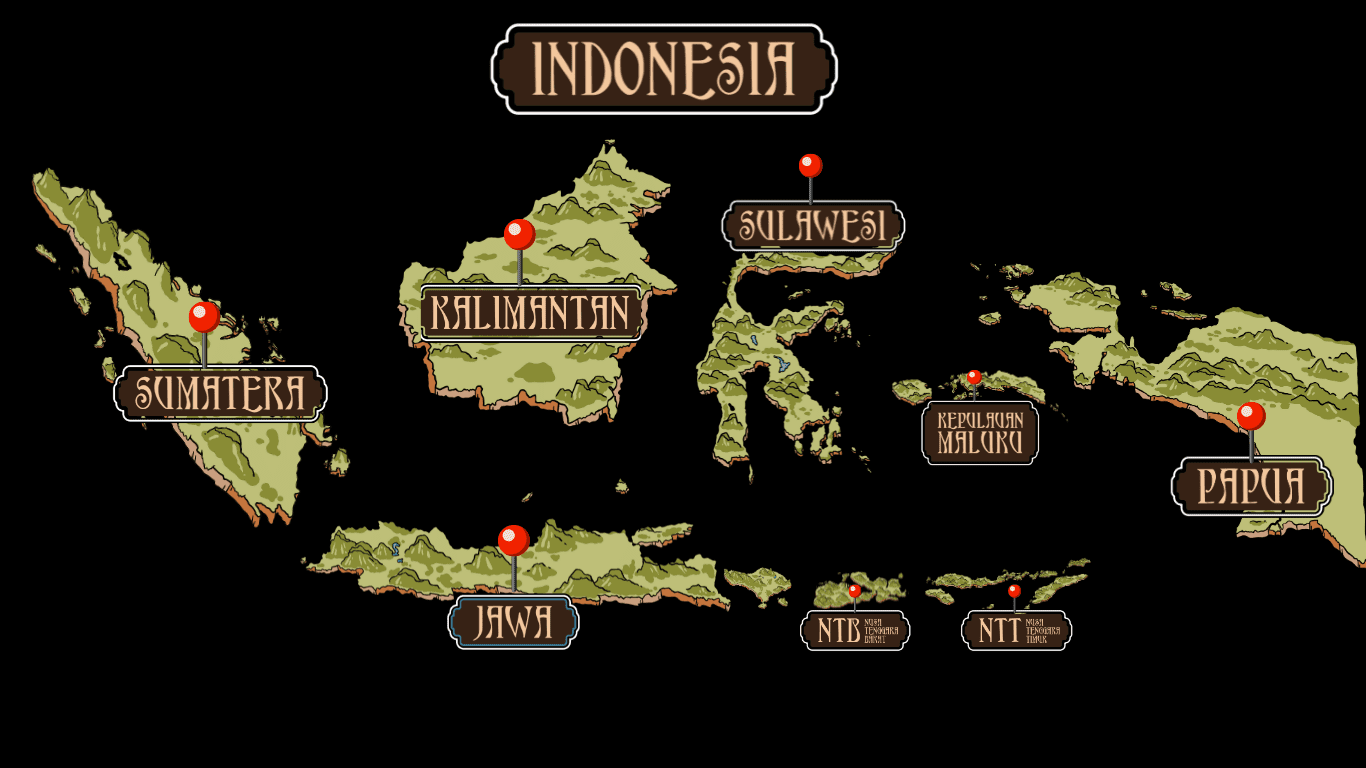 INDONESIA
SULAWESI
KALIMANTAN
SUMATERA
KEPULAUAN
MALUKU
PAPUA
JAWA
NTB
NUSA
TENGGARA
BARAT
NTT
NUSA
TENGGARA
TIMUR